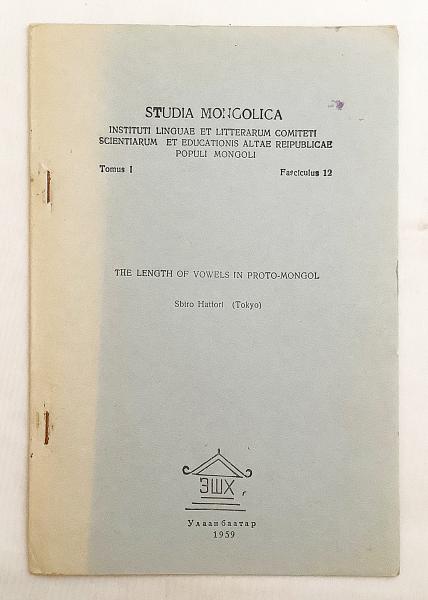 STUDIA MONGOLICA
INSTITUTI LINGUAE ET LITTERARUM COMITETI
SCIENTIARUM ET EDUCATIONIS ALTAE REIPUBLICAE
POPULI MONGOLI
Tomus I Fasciculus 12
THE LENGTH OF VOWELS IN PROTO-MONGOL
Sbiro Hattori (Tokyo)
ЭШХ
Улаанбаатар
1959